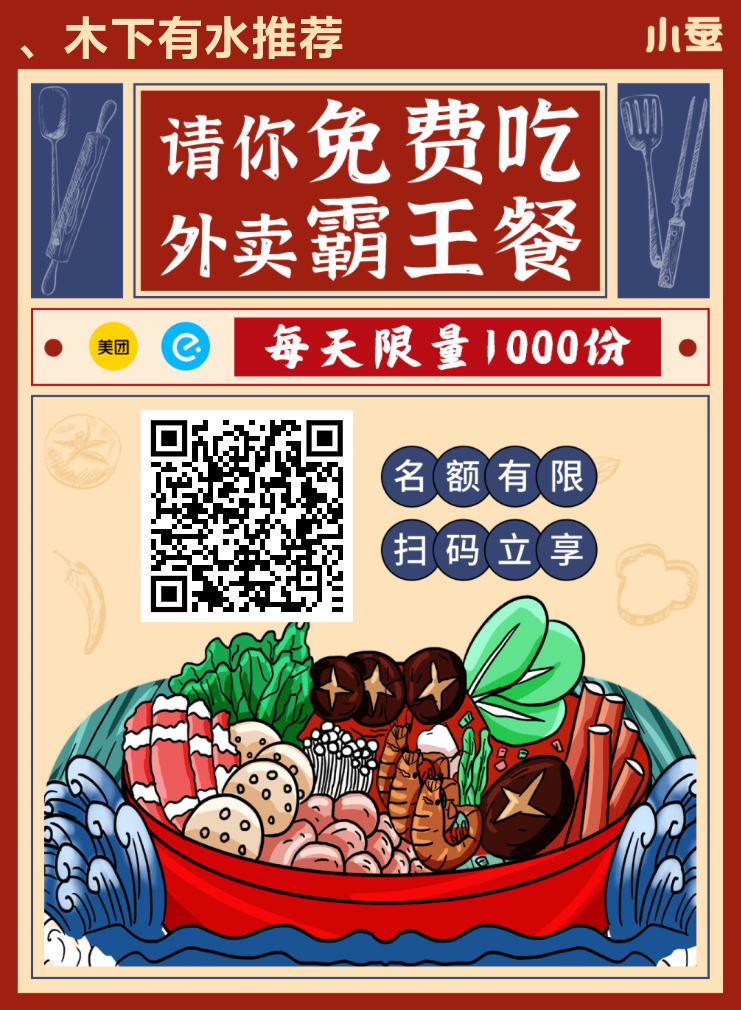 、木下有水推荐
小蚕
请你免费吃
外卖霸王餐
美团
每天限量1000份
名额有限
扫码立享